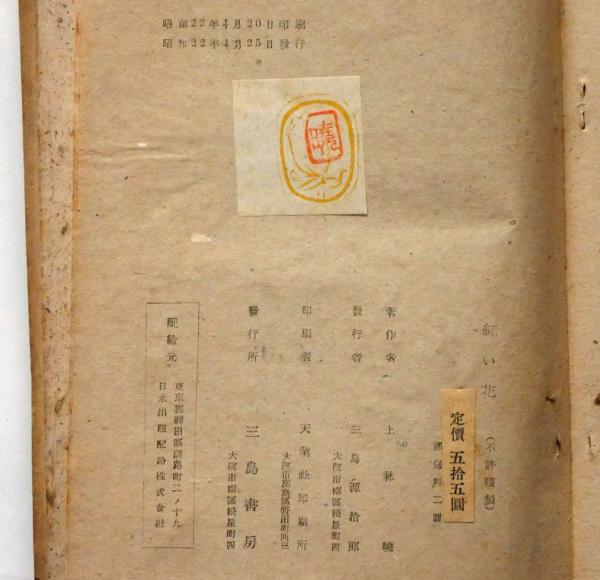 昭和22年4月20日印刷
昭和22年4月25日發行
暁
紅い花
(不許複製)
定價 五拾五圓
著作者 上林暁
發行者 三島源治郎
大阪市南區松屋町四
印刷者 天業社印刷所
發行所 三島書房
大阪市南區松屋町四
配給元
東京都神田區淡路町二ノ十九
日本出版配給株式會社